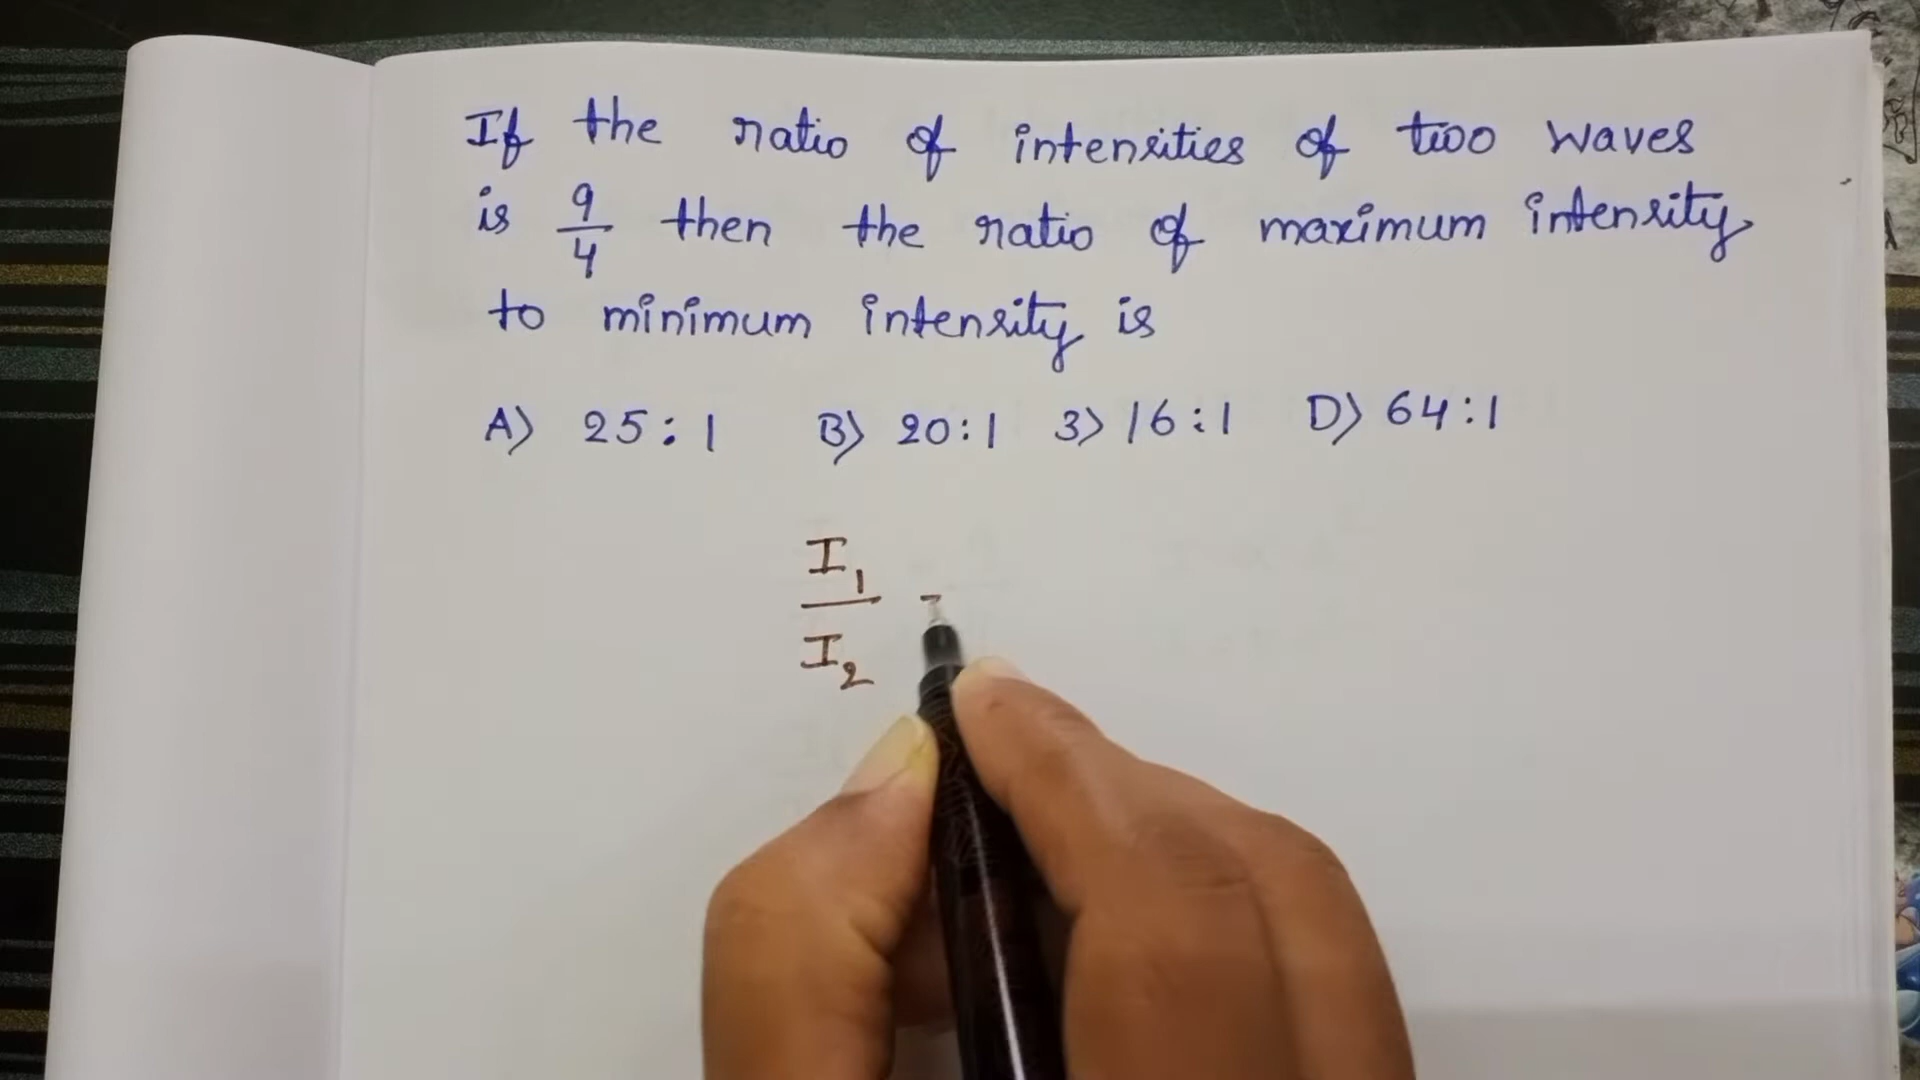 If the ratio of intensities of two waves
is 9/4 then the ratio of maximum intensity
to minimum intensity is
A) 25:1 B) 20:1 3) 16:1 D) 64:1
I₁/I₂ -